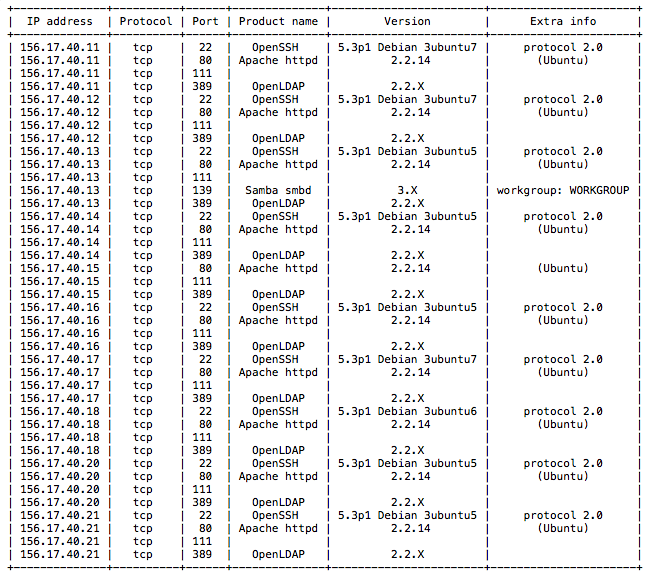 +---------------+----------+------+--------------+------------------------+----------------------+
| IP address | Protocol | Port | Product name | Version | Extra info |
+---------------+----------+------+--------------+------------------------+----------------------+
| 156.17.40.11 | tcp | 22 | OpenSSH | 5.3p1 Debian 3ubuntu7 | protocol 2.0 |
| 156.17.40.11 | tcp | 80 | Apache httpd | 2.2.14 | (Ubuntu) |
| 156.17.40.11 | tcp | 111 | | | |
| 156.17.40.11 | tcp | 389 | OpenLDAP | 2.2.X | |
| 156.17.40.12 | tcp | 22 | OpenSSH | 5.3p1 Debian 3ubuntu7 | protocol 2.0 |
| 156.17.40.12 | tcp | 80 | Apache httpd | 2.2.14 | (Ubuntu) |
| 156.17.40.12 | tcp | 111 | | | |
| 156.17.40.12 | tcp | 389 | OpenLDAP | 2.2.X | |
| 156.17.40.13 | tcp | 22 | OpenSSH | 5.3p1 Debian 3ubuntu5 | protocol 2.0 |
| 156.17.40.13 | tcp | 80 | Apache httpd | 2.2.14 | (Ubuntu) |
| 156.17.40.13 | tcp | 111 | | | |
| 156.17.40.13 | tcp | 139 | Samba smbd | 3.X | workgroup: WORKGROUP |
| 156.17.40.13 | tcp | 389 | OpenLDAP | 2.2.X | |
| 156.17.40.14 | tcp | 22 | OpenSSH | 5.3p1 Debian 3ubuntu5 | protocol 2.0 |
| 156.17.40.14 | tcp | 80 | Apache httpd | 2.2.14 | (Ubuntu) |
| 156.17.40.14 | tcp | 111 | | | |
| 156.17.40.14 | tcp | 389 | OpenLDAP | 2.2.X | |
| 156.17.40.15 | tcp | 80 | Apache httpd | 2.2.14 | (Ubuntu) |
| 156.17.40.15 | tcp | 111 | | | |
| 156.17.40.15 | tcp | 389 | OpenLDAP | 2.2.X | |
| 156.17.40.16 | tcp | 22 | OpenSSH | 5.3p1 Debian 3ubuntu5 | protocol 2.0 |
| 156.17.40.16 | tcp | 80 | Apache httpd | 2.2.14 | (Ubuntu) |
| 156.17.40.16 | tcp | 111 | | | |
| 156.17.40.16 | tcp | 389 | OpenLDAP | 2.2.X | |
| 156.17.40.17 | tcp | 22 | OpenSSH | 5.3p1 Debian 3ubuntu7 | protocol 2.0 |
| 156.17.40.17 | tcp | 80 | Apache httpd | 2.2.14 | (Ubuntu) |
| 156.17.40.17 | tcp | 111 | | | |
| 156.17.40.17 | tcp | 389 | OpenLDAP | 2.2.X | |
| 156.17.40.18 | tcp | 22 | OpenSSH | 5.3p1 Debian 3ubuntu6 | protocol 2.0 |
| 156.17.40.18 | tcp | 80 | Apache httpd | 2.2.14 | (Ubuntu) |
| 156.17.40.18 | tcp | 111 | | | |
| 156.17.40.18 | tcp | 389 | OpenLDAP | 2.2.X | |
| 156.17.40.20 | tcp | 22 | OpenSSH | 5.3p1 Debian 3ubuntu5 | protocol 2.0 |
| 156.17.40.20 | tcp | 80 | Apache httpd | 2.2.14 | (Ubuntu) |
| 156.17.40.20 | tcp | 111 | | | |
| 156.17.40.20 | tcp | 389 | OpenLDAP | 2.2.X | |
| 156.17.40.21 | tcp | 22 | OpenSSH | 5.3p1 Debian 3ubuntu5 | protocol 2.0 |
| 156.17.40.21 | tcp | 80 | Apache httpd | 2.2.14 | (Ubuntu) |
| 156.17.40.21 | tcp | 111 | | | |
| 156.17.40.21 | tcp | 389 | OpenLDAP | 2.2.X | |
+---------------+----------+------+--------------+------------------------+----------------------+